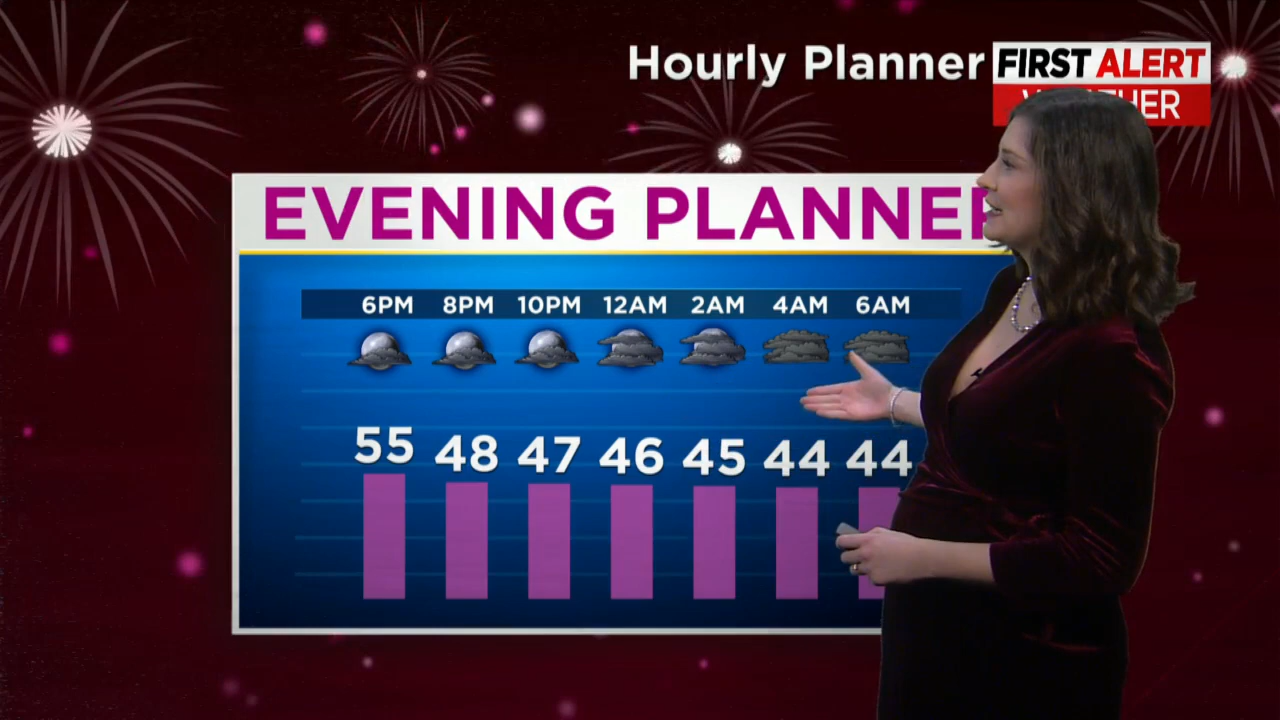 Hourly Planner
FIRST ALERT
EVENING PLANNER
6PM 8PM 10PM 12AM 2AM 4AM 6AM
55 48 47 46 45 44 44